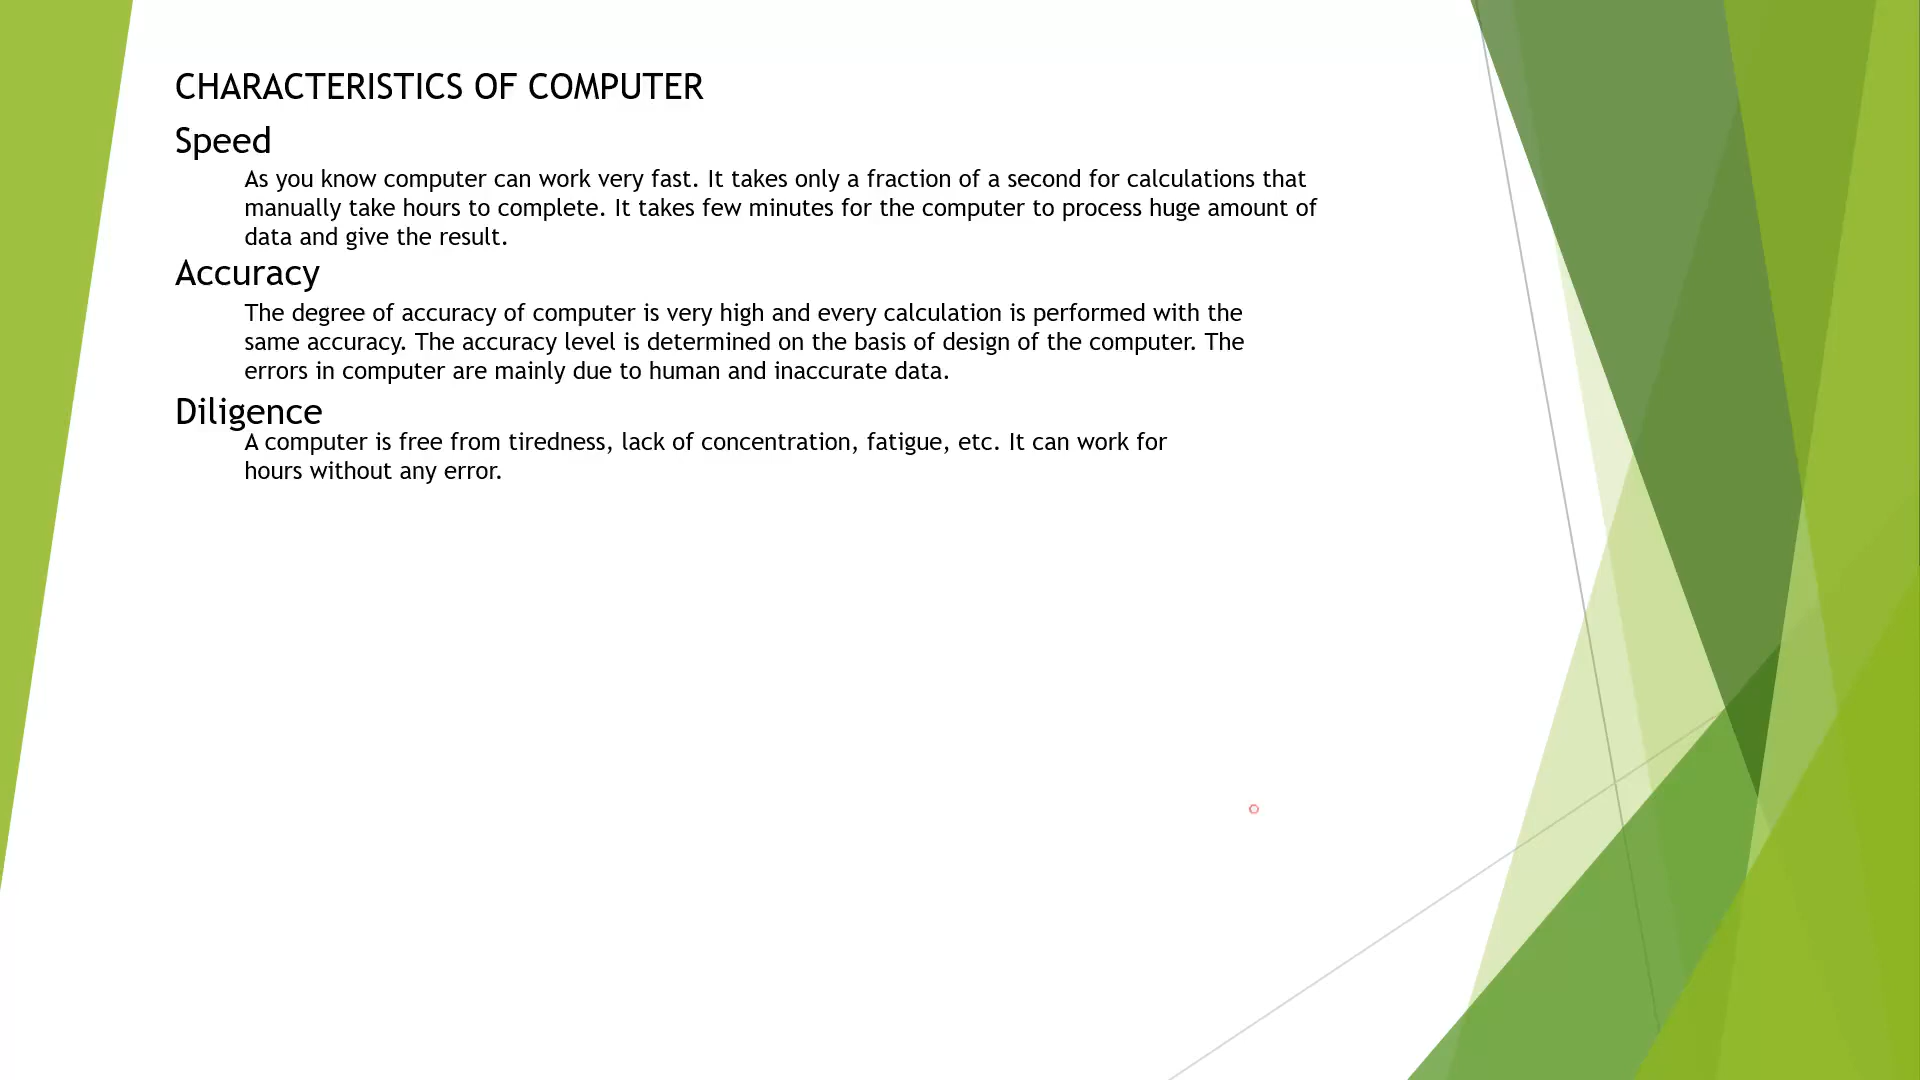 CHARACTERISTICS OF COMPUTER
Speed
As you know computer can work very fast. It takes only a fraction of a second for calculations that
manually take hours to complete. It takes few minutes for the computer to process huge amount of
data and give the result.
Accuracy
The degree of accuracy of computer is very high and every calculation is performed with the
same accuracy. The accuracy level is determined on the basis of design of the computer. The
errors in computer are mainly due to human and inaccurate data.
Diligence
A computer is free from tiredness, lack of concentration, fatigue, etc. It can work for
hours without any error.